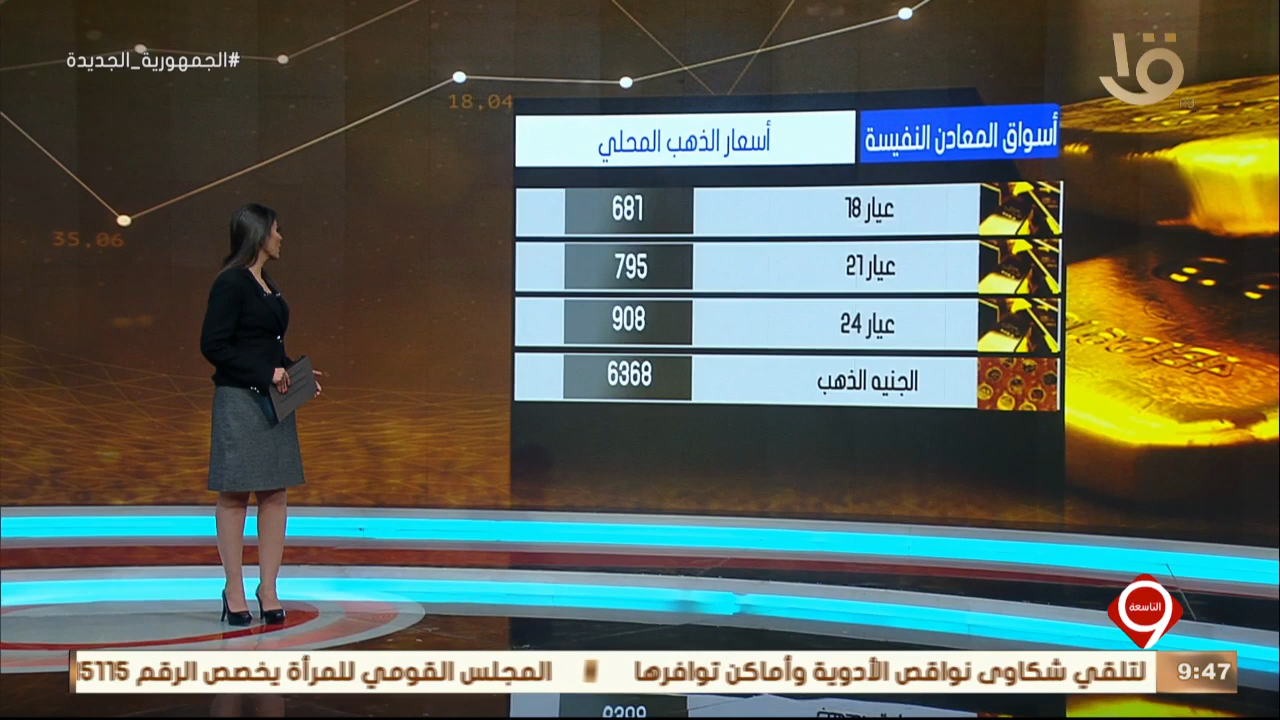 #الجمهورية_الجديدة
18.04
35.06
أسواق المعادن النفيسة
أسعار الذهب المحلي
عيار 18 681
عيار 21 795
عيار 24 908
الجنيه الذهب 6368
التاسعة
9
9:47
لتلقي شكاوى نواقص الأدوية وأماكن توافرها
المجلس القومي للمرأة يخصص الرقم 15115